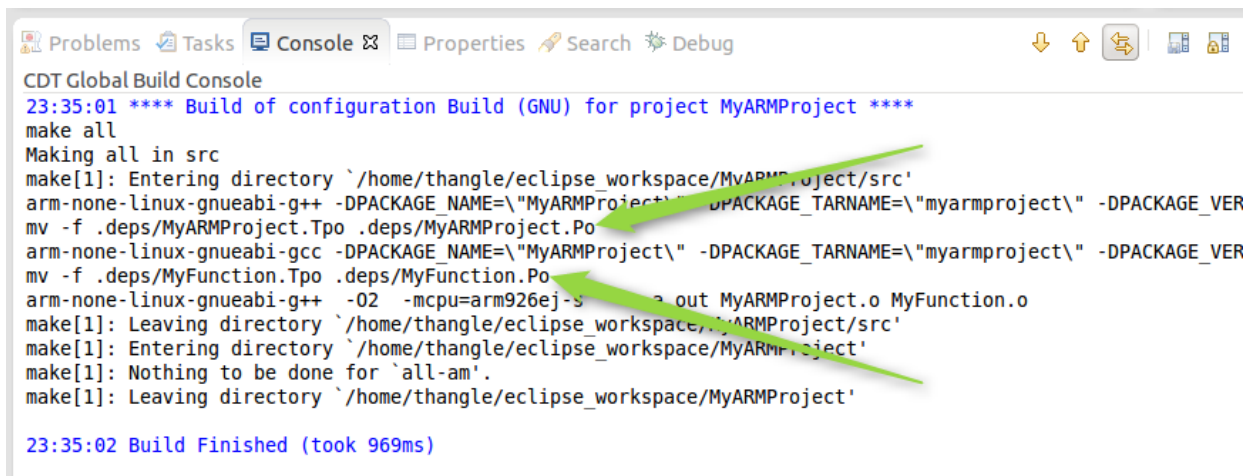 Problems Tasks Console Properties Search Debug
CDT Global Build Console
23:35:01 **** Build of configuration Build (GNU) for project MyARMProject ****
make all
Making all in src
make[1]: Entering directory `/home/thangle/eclipse_workspace/MyARMProject/src'
arm-none-linux-gnueabi-g++ -DPACKAGE_NAME=\"MyARMProject\" -DPACKAGE_TARNAME=\"myarmproject\" -DPACKAGE_VER
mv -f .deps/MyARMProject.Tpo .deps/MyARMProject.Po
arm-none-linux-gnueabi-gcc -DPACKAGE_NAME=\"MyARMProject\" -DPACKAGE_TARNAME=\"myarmproject\" -DPACKAGE_VER
mv -f .deps/MyFunction.Tpo .deps/MyFunction.Po
arm-none-linux-gnueabi-g++ -O2 -mcpu=arm926ej-s a.out MyARMProject.o MyFunction.o
make[1]: Leaving directory `/home/thangle/eclipse_workspace/MyARMProject/src'
make[1]: Entering directory `/home/thangle/eclipse_workspace/MyARMProject'
make[1]: Nothing to be done for `all-am'.
make[1]: Leaving directory `/home/thangle/eclipse_workspace/MyARMProject'
23:35:02 Build Finished (took 969ms)